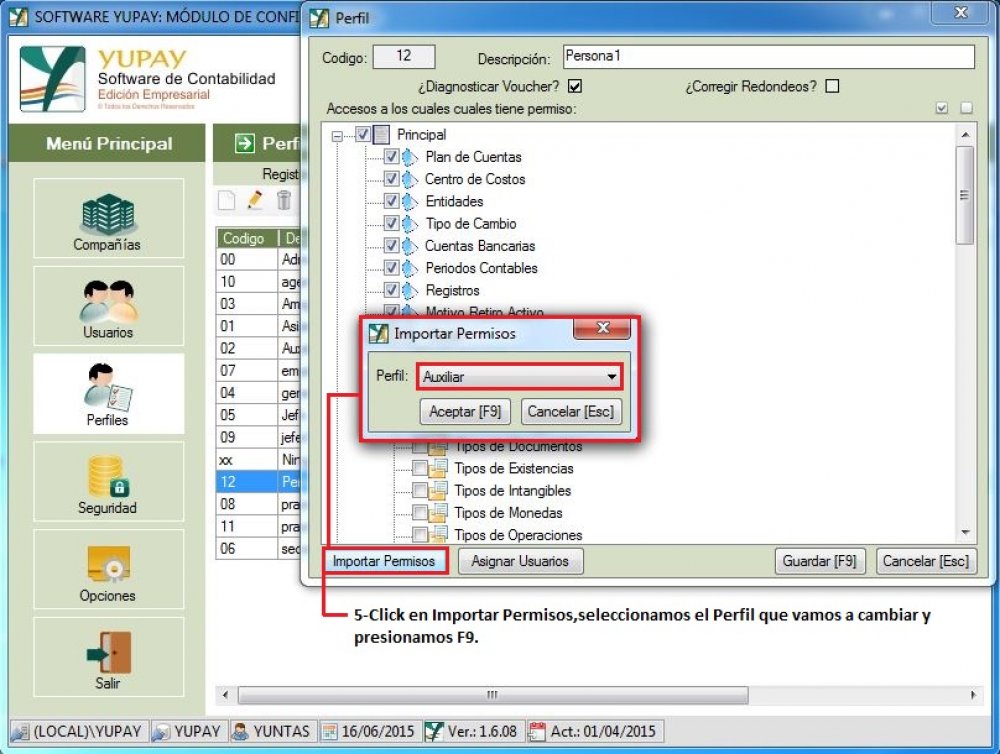 SOFTWARE YUPAY: MÓDULO DE CONFI
YUPAY
Software de Contabilidad
Edición Empresarial
© Todos los Derechos Reservados
Menú Principal
Compañías
Usuarios
Perfiles
Seguridad
Opciones
Salir
Perf
Regist
Codigo De
00 Adi
10 age
03 Am
01 Asi
02 Au
07 em
04 ger
05 Jef
09 jefe
xx Nin
12 Pe
08 pra
11 pra
06 sec
Perfil
Codigo: 12 Descripción: Persona1
¿Diagnosticar Voucher? ¿Corregir Redondeos?
Accesos a los cuales cuales tiene permiso:
Principal
Plan de Cuentas
Centro de Costos
Entidades
Tipo de Cambio
Cuentas Bancarias
Periodos Contables
Registros
Motivo Retiro Activo
Importar Permisos
Perfil: Auxiliar
Aceptar [F9] Cancelar [Esc]
Tipos de Documentos
Tipos de Existencias
Tipos de Intangibles
Tipos de Monedas
Tipos de Operaciones
Importar Permisos Asignar Usuarios Guardar [F9] Cancelar [Esc]
5-Click en Importar Permisos,seleccionamos el Perfil que vamos a cambiar y
presionamos F9.
(LOCAL)\YUPAY YUPAY YUNTAS 16/06/2015 Ver.: 1.6.08 Act.: 01/04/2015